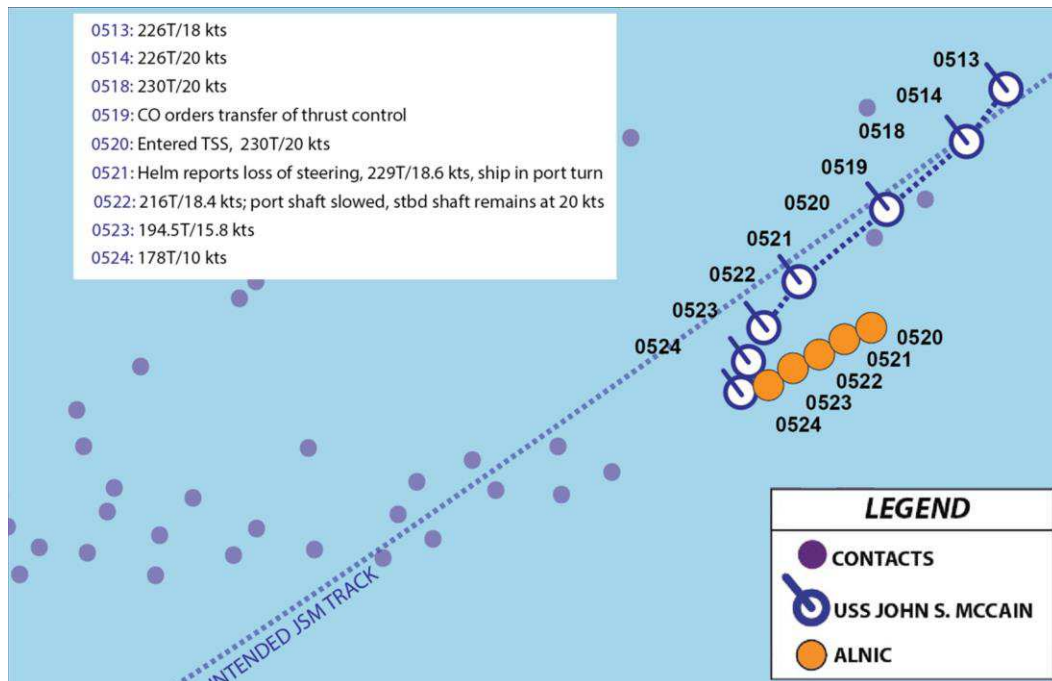 0513: 226T/18 kts
0514: 226T/20 kts
0518: 230T/20 kts
0519: CO orders transfer of thrust control
0520: Entered TSS, 230T/20 kts
0521: Helm reports loss of steering, 229T/18.6 kts, ship in port turn
0522: 216T/18.4 kts; port shaft slowed, stbd shaft remains at 20 kts
0523: 194.5T/15.8 kts
0524: 178T/10 kts
0513
0514
0518
0519
0520
0521
0522
0523
0524
0520
0521
0522
0523
0524
INTENDED JSM TRACK
LEGEND
CONTACTS
USS JOHN S. MCCAIN
ALNIC